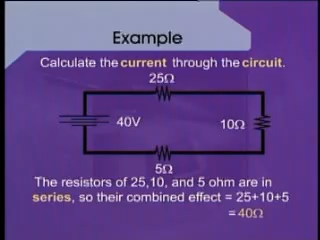 Example
Calculate the current through the circuit.
25Ω
40V
10Ω
5Ω
The resistors of 25,10, and 5 ohm are in
series, so their combined effect = 25+10+5
= 40Ω